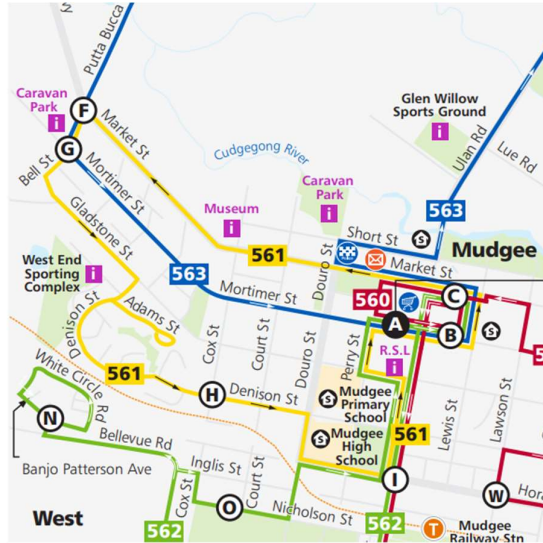 Putta Bucca
Caravan
Park
i
F
G
Market St
Bell St
Mortimer St
Gladstone St
Cudgegong River
Glen Willow
Sports Ground
i
Ulan Rd
Lue Rd
Museum
i
Caravan
Park
i
563
Short St
S
Mudgee
West End
Sporting
Complex
i
561
Market St
563
Mortimer St
Douro St
560
C
A
B
S
R.S.L
i
Denison St
Adams St
Cox St
Court St
Douro St
Perry St
561
H
Denison St
S
Mudgee
Primary
School
S
Mudgee
High
School
561
Lewis St
Lawson St
White Circle Rd
N
Bellevue Rd
Banjo Patterson Ave
Inglis St
Cox St
O
Court St
Nicholson St
I
W
Hora
West
562
562
T
Mudgee
Railway Stn